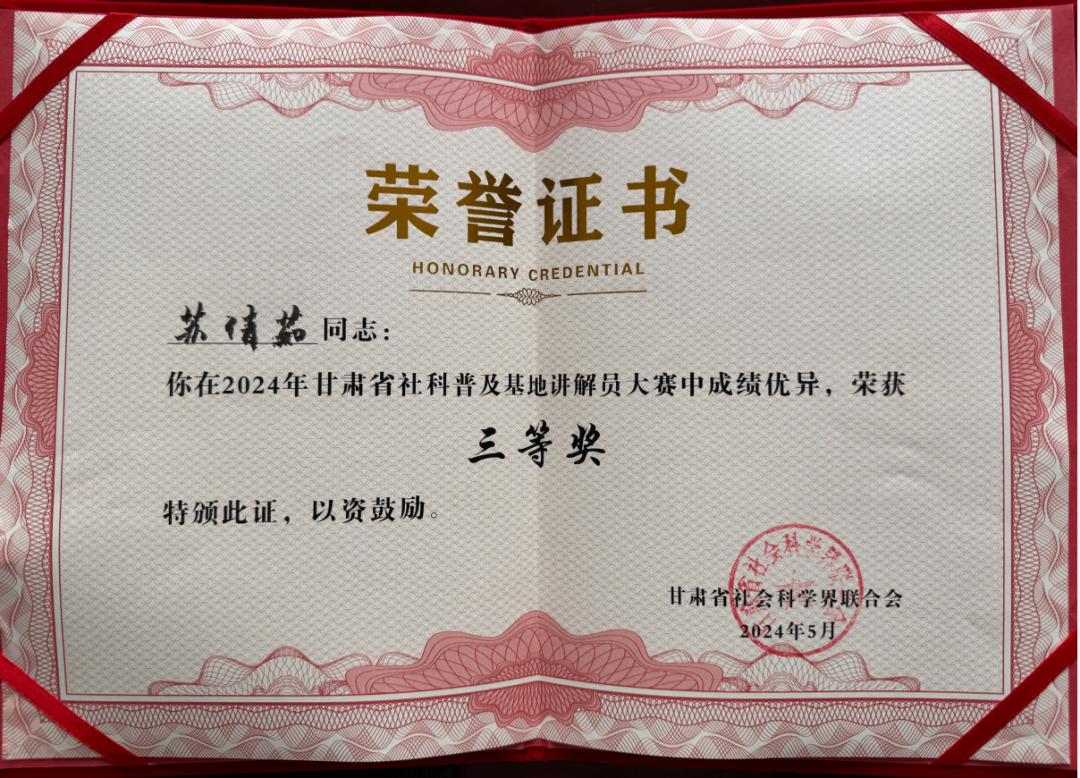 荣誉证书
HONORARY CREDENTIAL
苏倩茹同志：
你在2024年甘肃省社科普及基地讲解员大赛中成绩优异，荣获
三等奖
特颁此证，以资鼓励。
甘肃省社会科学界联合会
2024年5月